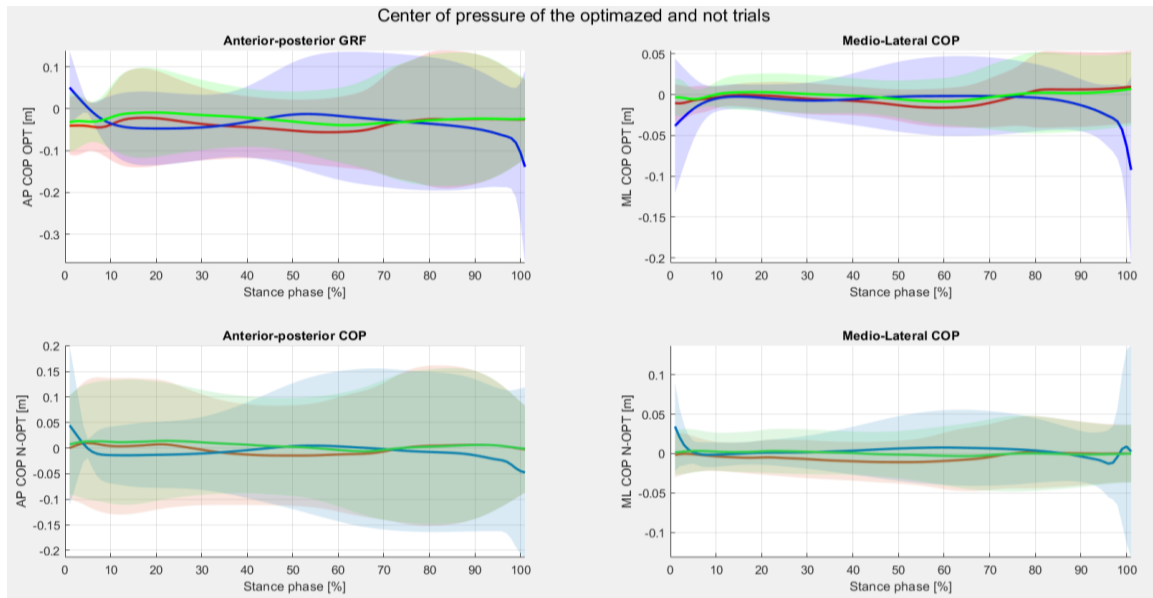 Center of pressure of the optimazed and not trials
Anterior-posterior GRF
AP COP OPT [m]
0.1
0
-0.1
-0.2
-0.3
0 10 20 30 40 50 60 70 80 90 100
Stance phase [%]
Medio-Lateral COP
ML COP OPT [m]
0.05
0
-0.05
-0.1
-0.15
-0.2
0 10 20 30 40 50 60 70 80 90 100
Stance phase [%]
Anterior-posterior COP
AP COP N-OPT [m]
0.2
0.15
0.1
0.05
0
-0.05
-0.1
-0.15
-0.2
0 10 20 30 40 50 60 70 80 90 100
Stance phase [%]
Medio-Lateral COP
ML COP N-OPT [m]
0.1
0.05
0
-0.05
-0.1
0 10 20 30 40 50 60 70 80 90 100
Stance phase [%]